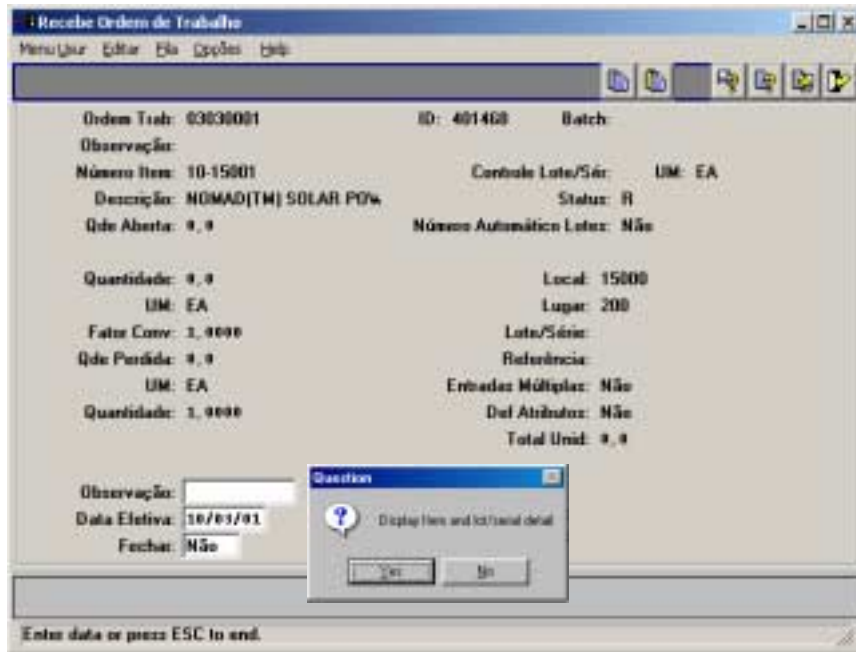 Recebe Ordem de Trabalho
Menu Usur Editar Fila Opções Help
Ordem Trab: 03030001 ID: 401460 Batch:
Observação:
Número Item: 10-15001 Controle Lote/Sér: UM: EA
Descrição: NOMAD(TM) SOLAR POW Status: R
Qde Aberta: 0,0 Número Automático Lotes: Não
Quantidade: 0,0 Local: 15000
UM: EA Lugar: 200
Fator Conv: 1,0000 Lote/Série:
Qde Perdida: 0,0 Referência:
UM: EA Entradas Múltiplas: Não
Quantidade: 1,0000 Def Atributos: Não
Total Unid: 0,0
Observação:
Data Efetiva: 10/03/01
Fechar: Não
Question
Display item and lot/serial detail
Yes No
Enter data or press ESC to end.